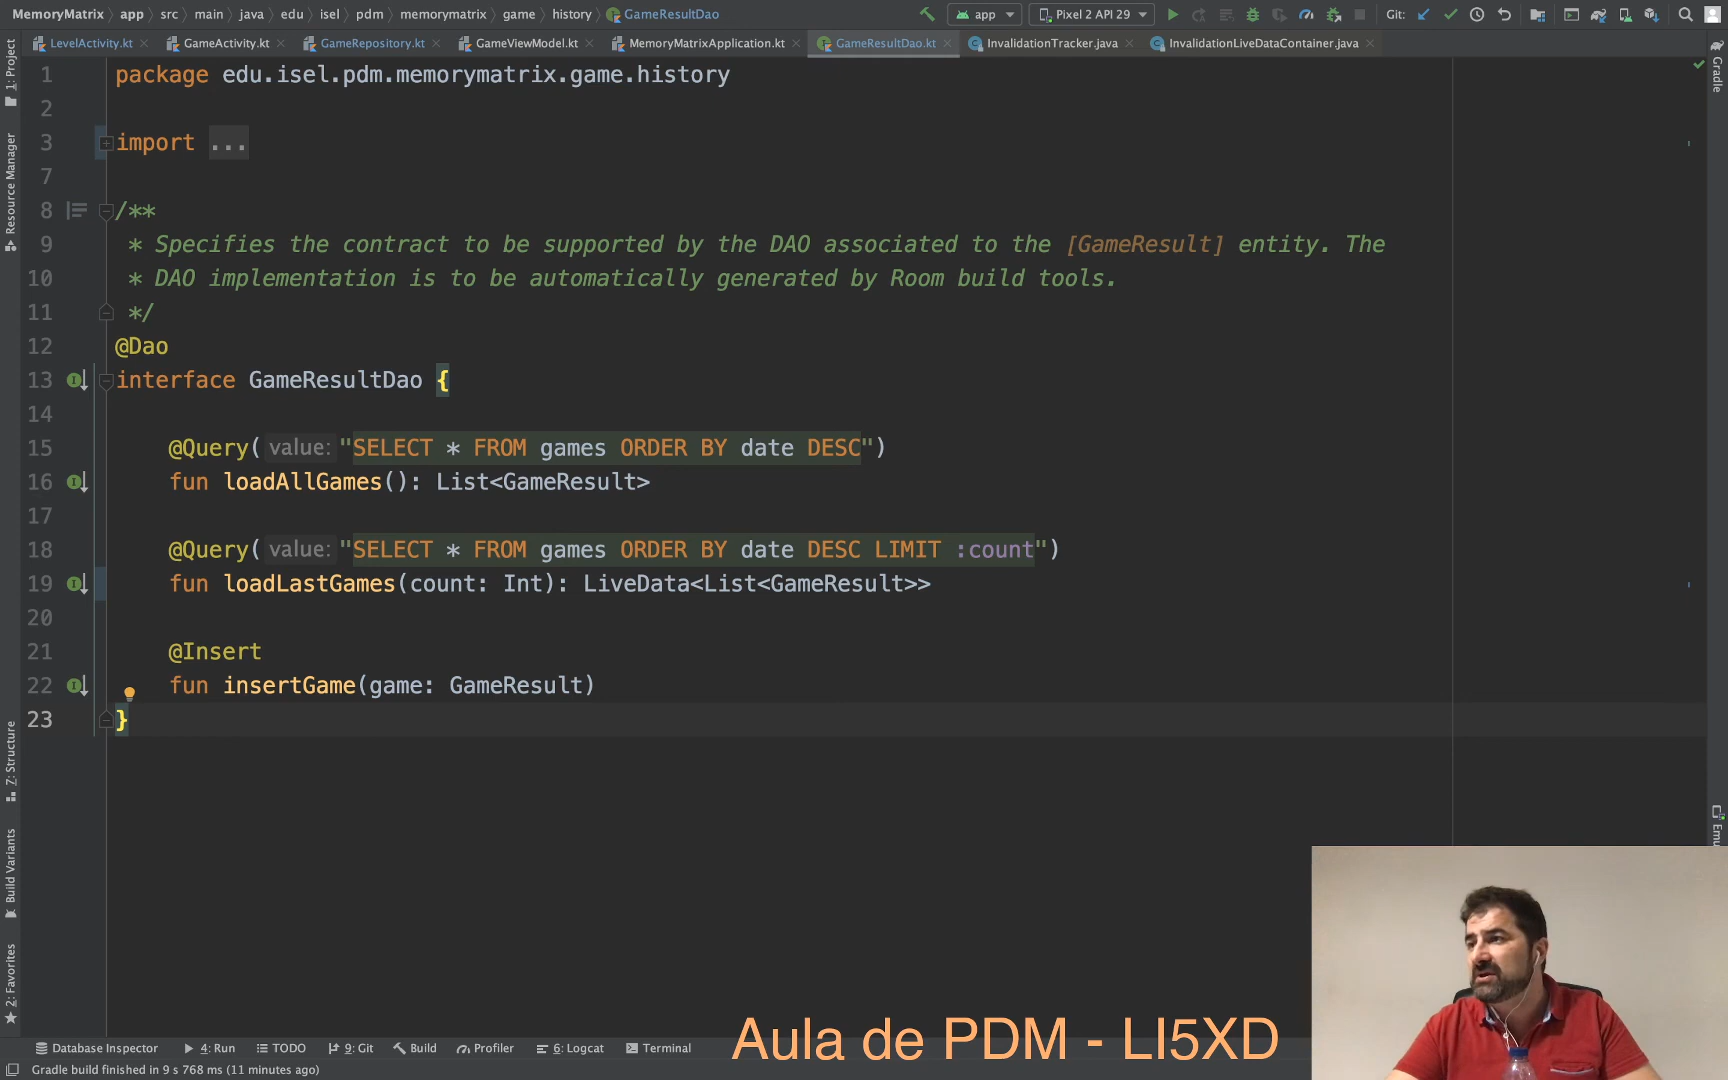 MemoryMatrix app src main java edu isel pdm memorymatrix game history GameResultDao
app Pixel 2 API 29 Git:
LevelActivity.kt GameActivity.kt GameRepository.kt GameViewModel.kt MemoryMatrixApplication.kt GameResultDao.kt InvalidationTracker.java InvalidationLiveDataContainer.java
1: Project
Resource Manager
Z: Structure
Build Variants
2: Favorites
Gradle
1 package edu.isel.pdm.memorymatrix.game.history
2
3 import ...
7
8 /**
9 * Specifies the contract to be supported by the DAO associated to the [GameResult] entity. The
10 * DAO implementation is to be automatically generated by Room build tools.
11 */
12 @Dao
13 interface GameResultDao {
14
15 @Query( value: "SELECT * FROM games ORDER BY date DESC")
16 fun loadAllGames(): List<GameResult>
17
18 @Query( value: "SELECT * FROM games ORDER BY date DESC LIMIT :count")
19 fun loadLastGames(count: Int): LiveData<List<GameResult>>
20
21 @Insert
22 fun insertGame(game: GameResult)
23 }
Aula de PDM - LI5XD
Database Inspector 4: Run TODO 9: Git Build Profiler 6: Logcat Terminal
Gradle build finished in 9 s 768 ms (11 minutes ago)